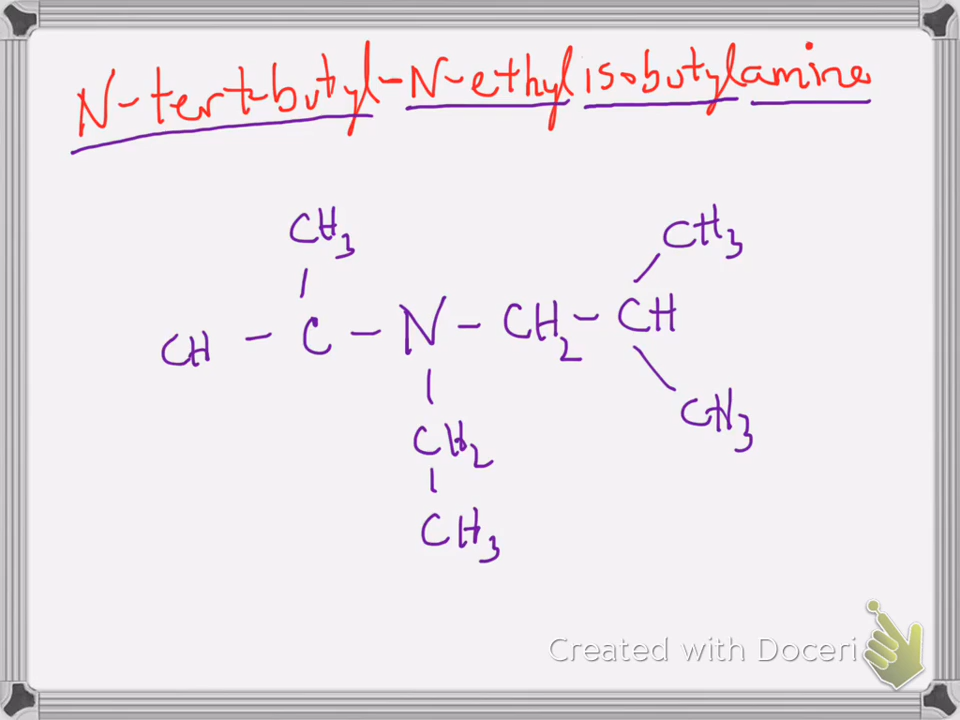 N-tert-butyl-N-ethylisobutylamine
CH3 CH3
CH - C - N - CH2 - CH
CH2 CH3
CH3
Created with Doceri